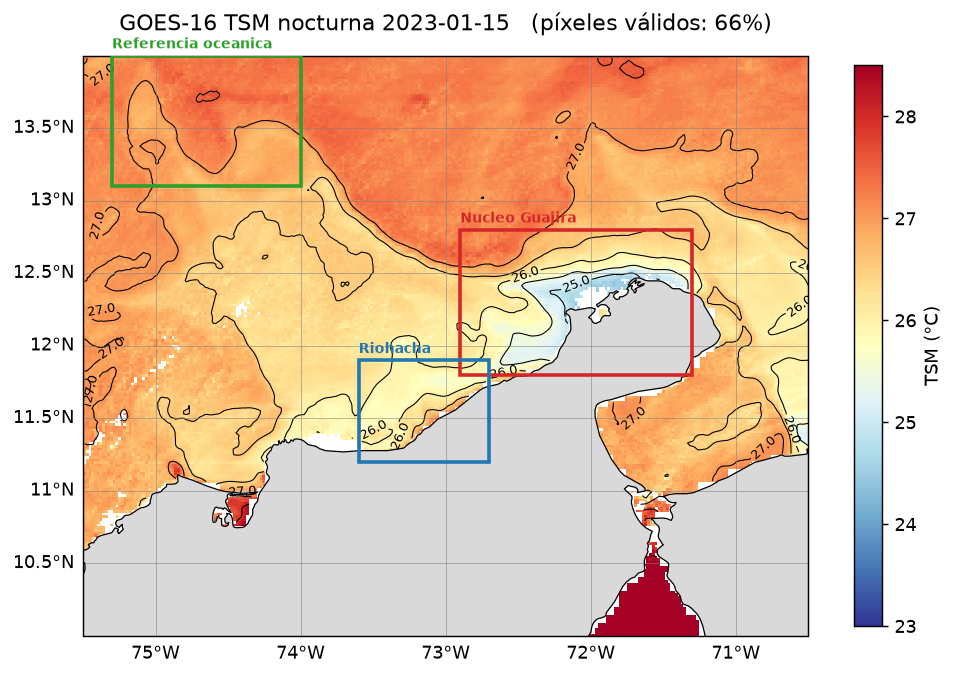 GOES-16 TSM nocturna 2023-01-15 (píxeles válidos: 66%)
Referencia oceanica
27.0
13.5°N
27.0
13°N
27.0
Nucleo Guajira
12.5°N
26.0
25.0
26.0
27.0
12°N
27.0
Riohacha
26.0
27.0
11.5°N
26.0
26.0
27.0
26.0
27.0
11°N
27.0
10.5°N
75°W
74°W
73°W
72°W
71°W
28
27
26
25
24
23
TSM (°C)